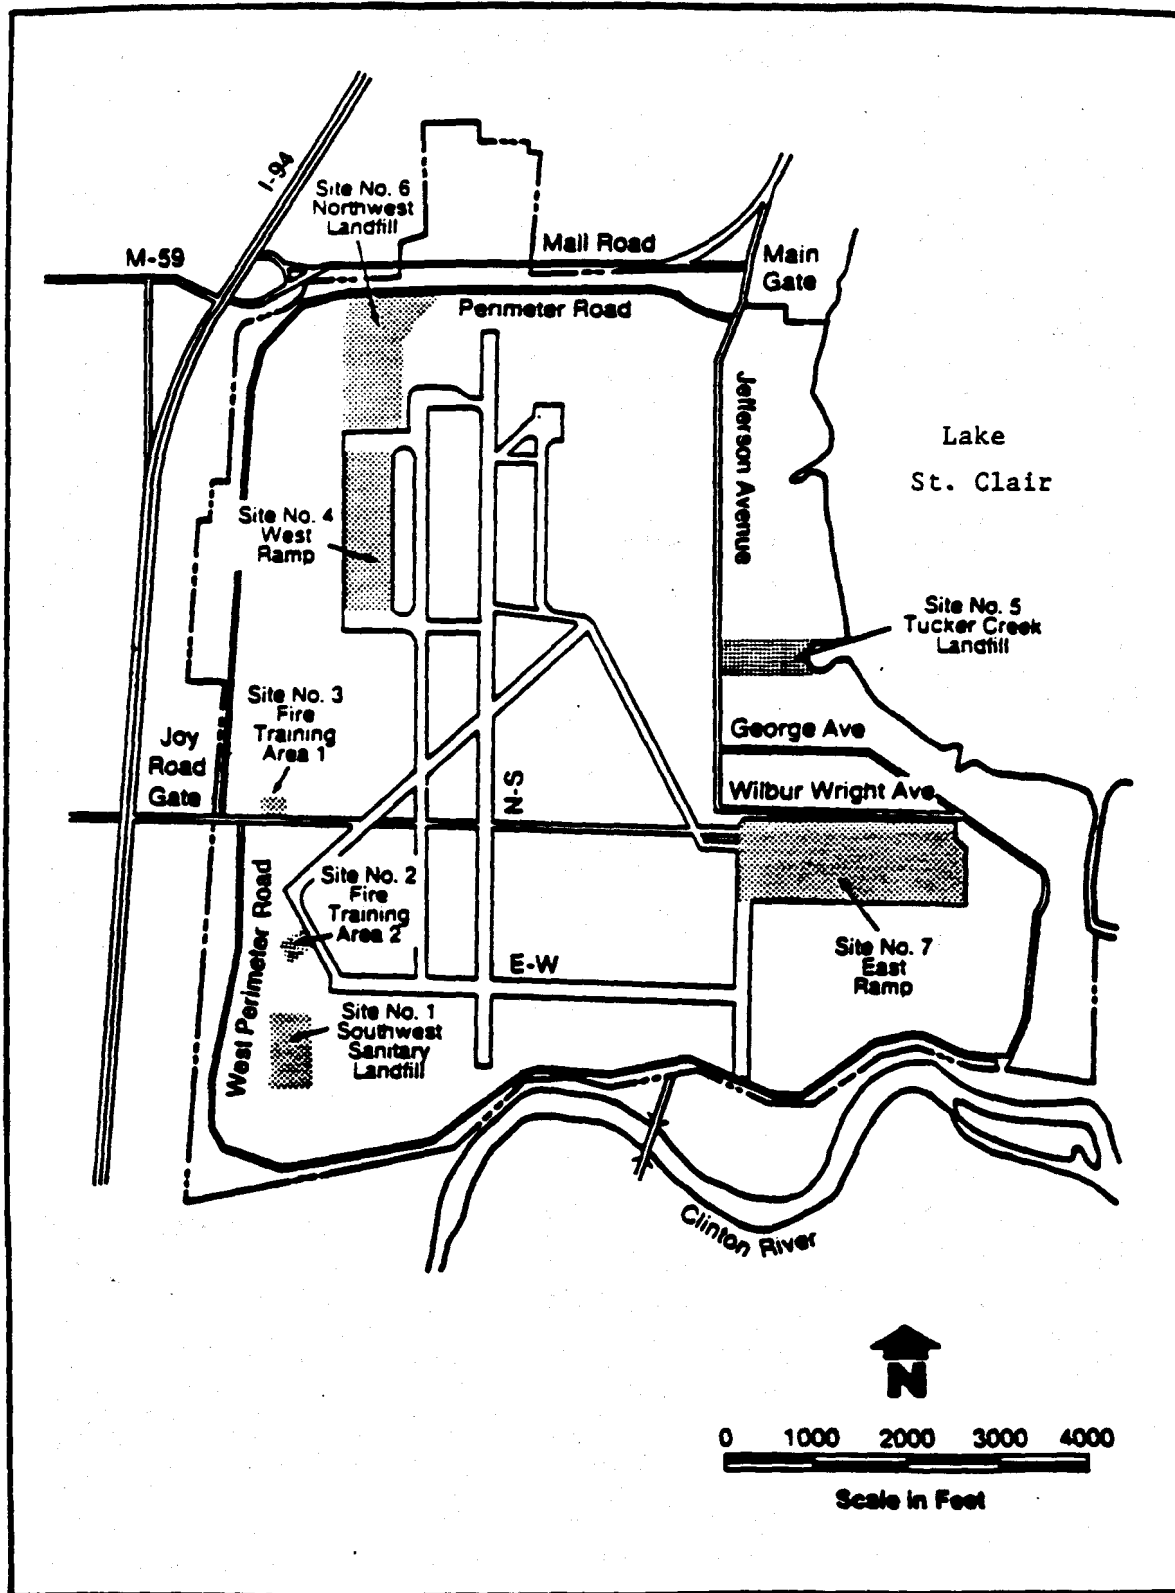 I-94
Site No. 6
Northwest
Landfill
M-59
Mall Road
Main
Gate
Perimeter Road
Jefferson Avenue
Lake
St. Clair
Site No. 4
West
Ramp
Site No. 5
Tucker Creek
Landfill
Site No. 3
Fire
Training
Area 1
Joy
Road
Gate
George Ave
N-S
Wilbur Wright Ave.
West Perimeter Road
Site No. 2
Fire
Training
Area 2
Site No. 7
East
Ramp
E-W
Site No. 1
Southwest
Sanitary
Landfill
Clinton River
N
0 1000 2000 3000 4000
Scale in Feet